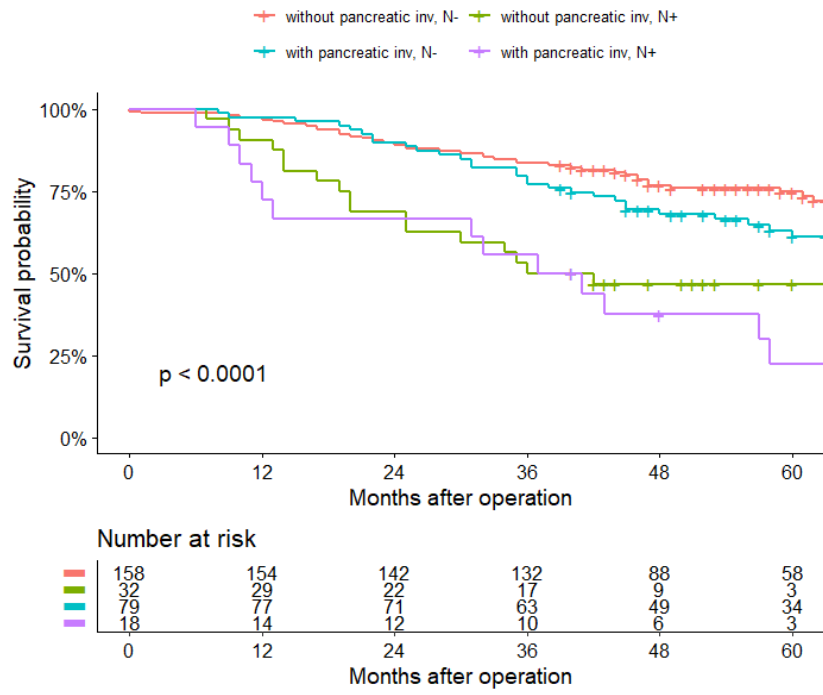 without pancreatic inv, N- without pancreatic inv, N+
with pancreatic inv, N- with pancreatic inv, N+
Survival probability
100%
75%
50%
25%
0%
p < 0.0001
0 12 24 36 48 60
Months after operation
Number at risk
158 154 142 132 88 58
32 29 22 17 9 3
79 77 71 63 49 34
18 14 12 10 6 3
0 12 24 36 48 60
Months after operation